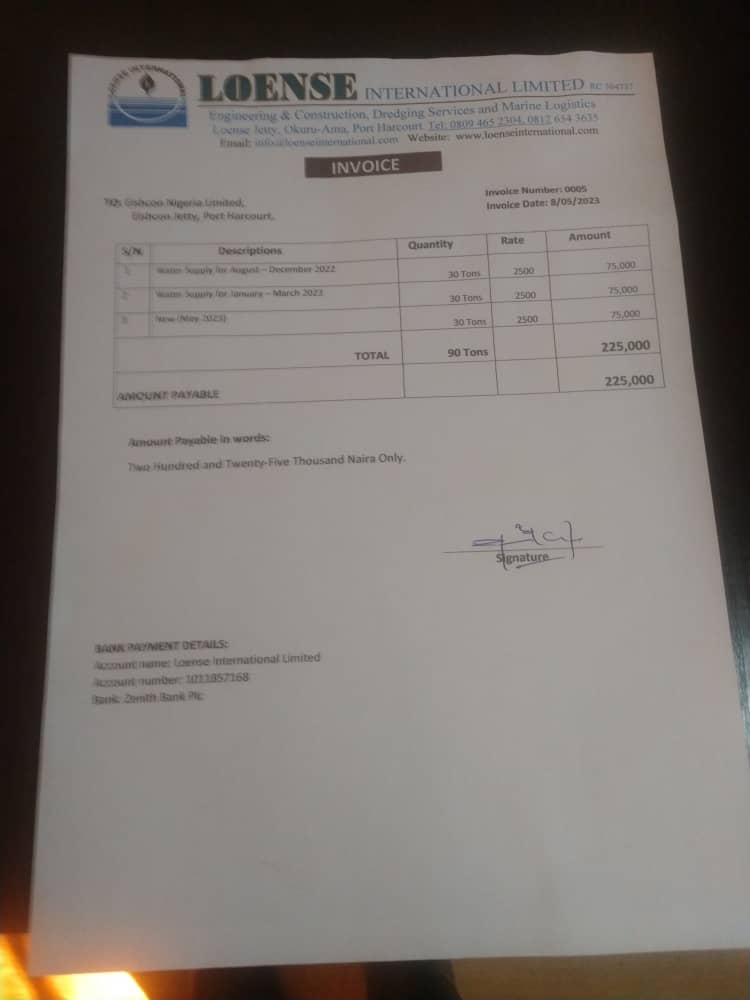 LOENSE INTERNATIONAL
LOENSE INTERNATIONAL LIMITED RC 504737
Engineering & Construction, Dredging Services and Marine Logistics
Loense Jetty, Okuru-Ama, Port Harcourt. Tel: 0809 465 2304, 0812 654 3635
Email: info@loenseinternational.com Website: www.loenseinternational.com
INVOICE
TO: Gishcon Nigeria Limited,
Gishcon Jetty, Port Harcourt.
Invoice Number: 0005
Invoice Date: 8/05/2023
S/N. Descriptions Quantity Rate Amount
1. Water Supply for August – December 2022 30 Tons 2500 75,000
2. Water Supply for January – March 2023 30 Tons 2500 75,000
3. New (May 2023) 30 Tons 2500 75,000
TOTAL 90 Tons 225,000
AMOUNT PAYABLE 225,000
Amount Payable in words:
Two Hundred and Twenty-Five Thousand Naira Only.
Signature
BANK PAYMENT DETAILS:
Account name: Loense International Limited
Account number: 1011857168
Bank: Zenith Bank Plc